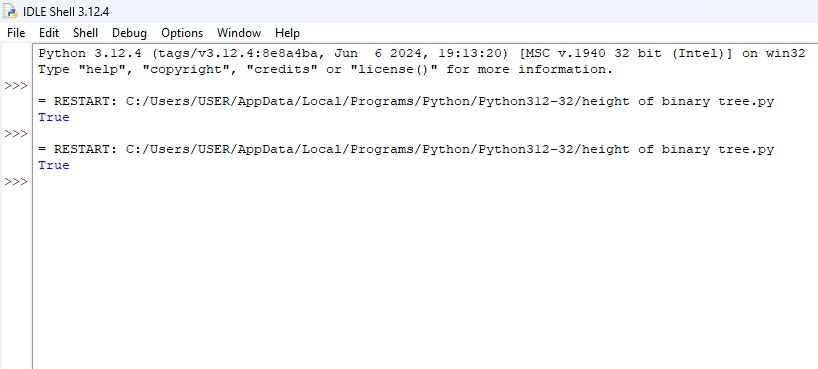 IDLE Shell 3.12.4
File Edit Shell Debug Options Window Help
Python 3.12.4 (tags/v3.12.4:8e8a4ba, Jun  6 2024, 19:13:20) [MSC v.1940 32 bit (Intel)] on win32
Type "help", "copyright", "credits" or "license()" for more information.
>>>
= RESTART: C:/Users/USER/AppData/Local/Programs/Python/Python312-32/height of binary tree.py
True
>>>
= RESTART: C:/Users/USER/AppData/Local/Programs/Python/Python312-32/height of binary tree.py
True
>>>